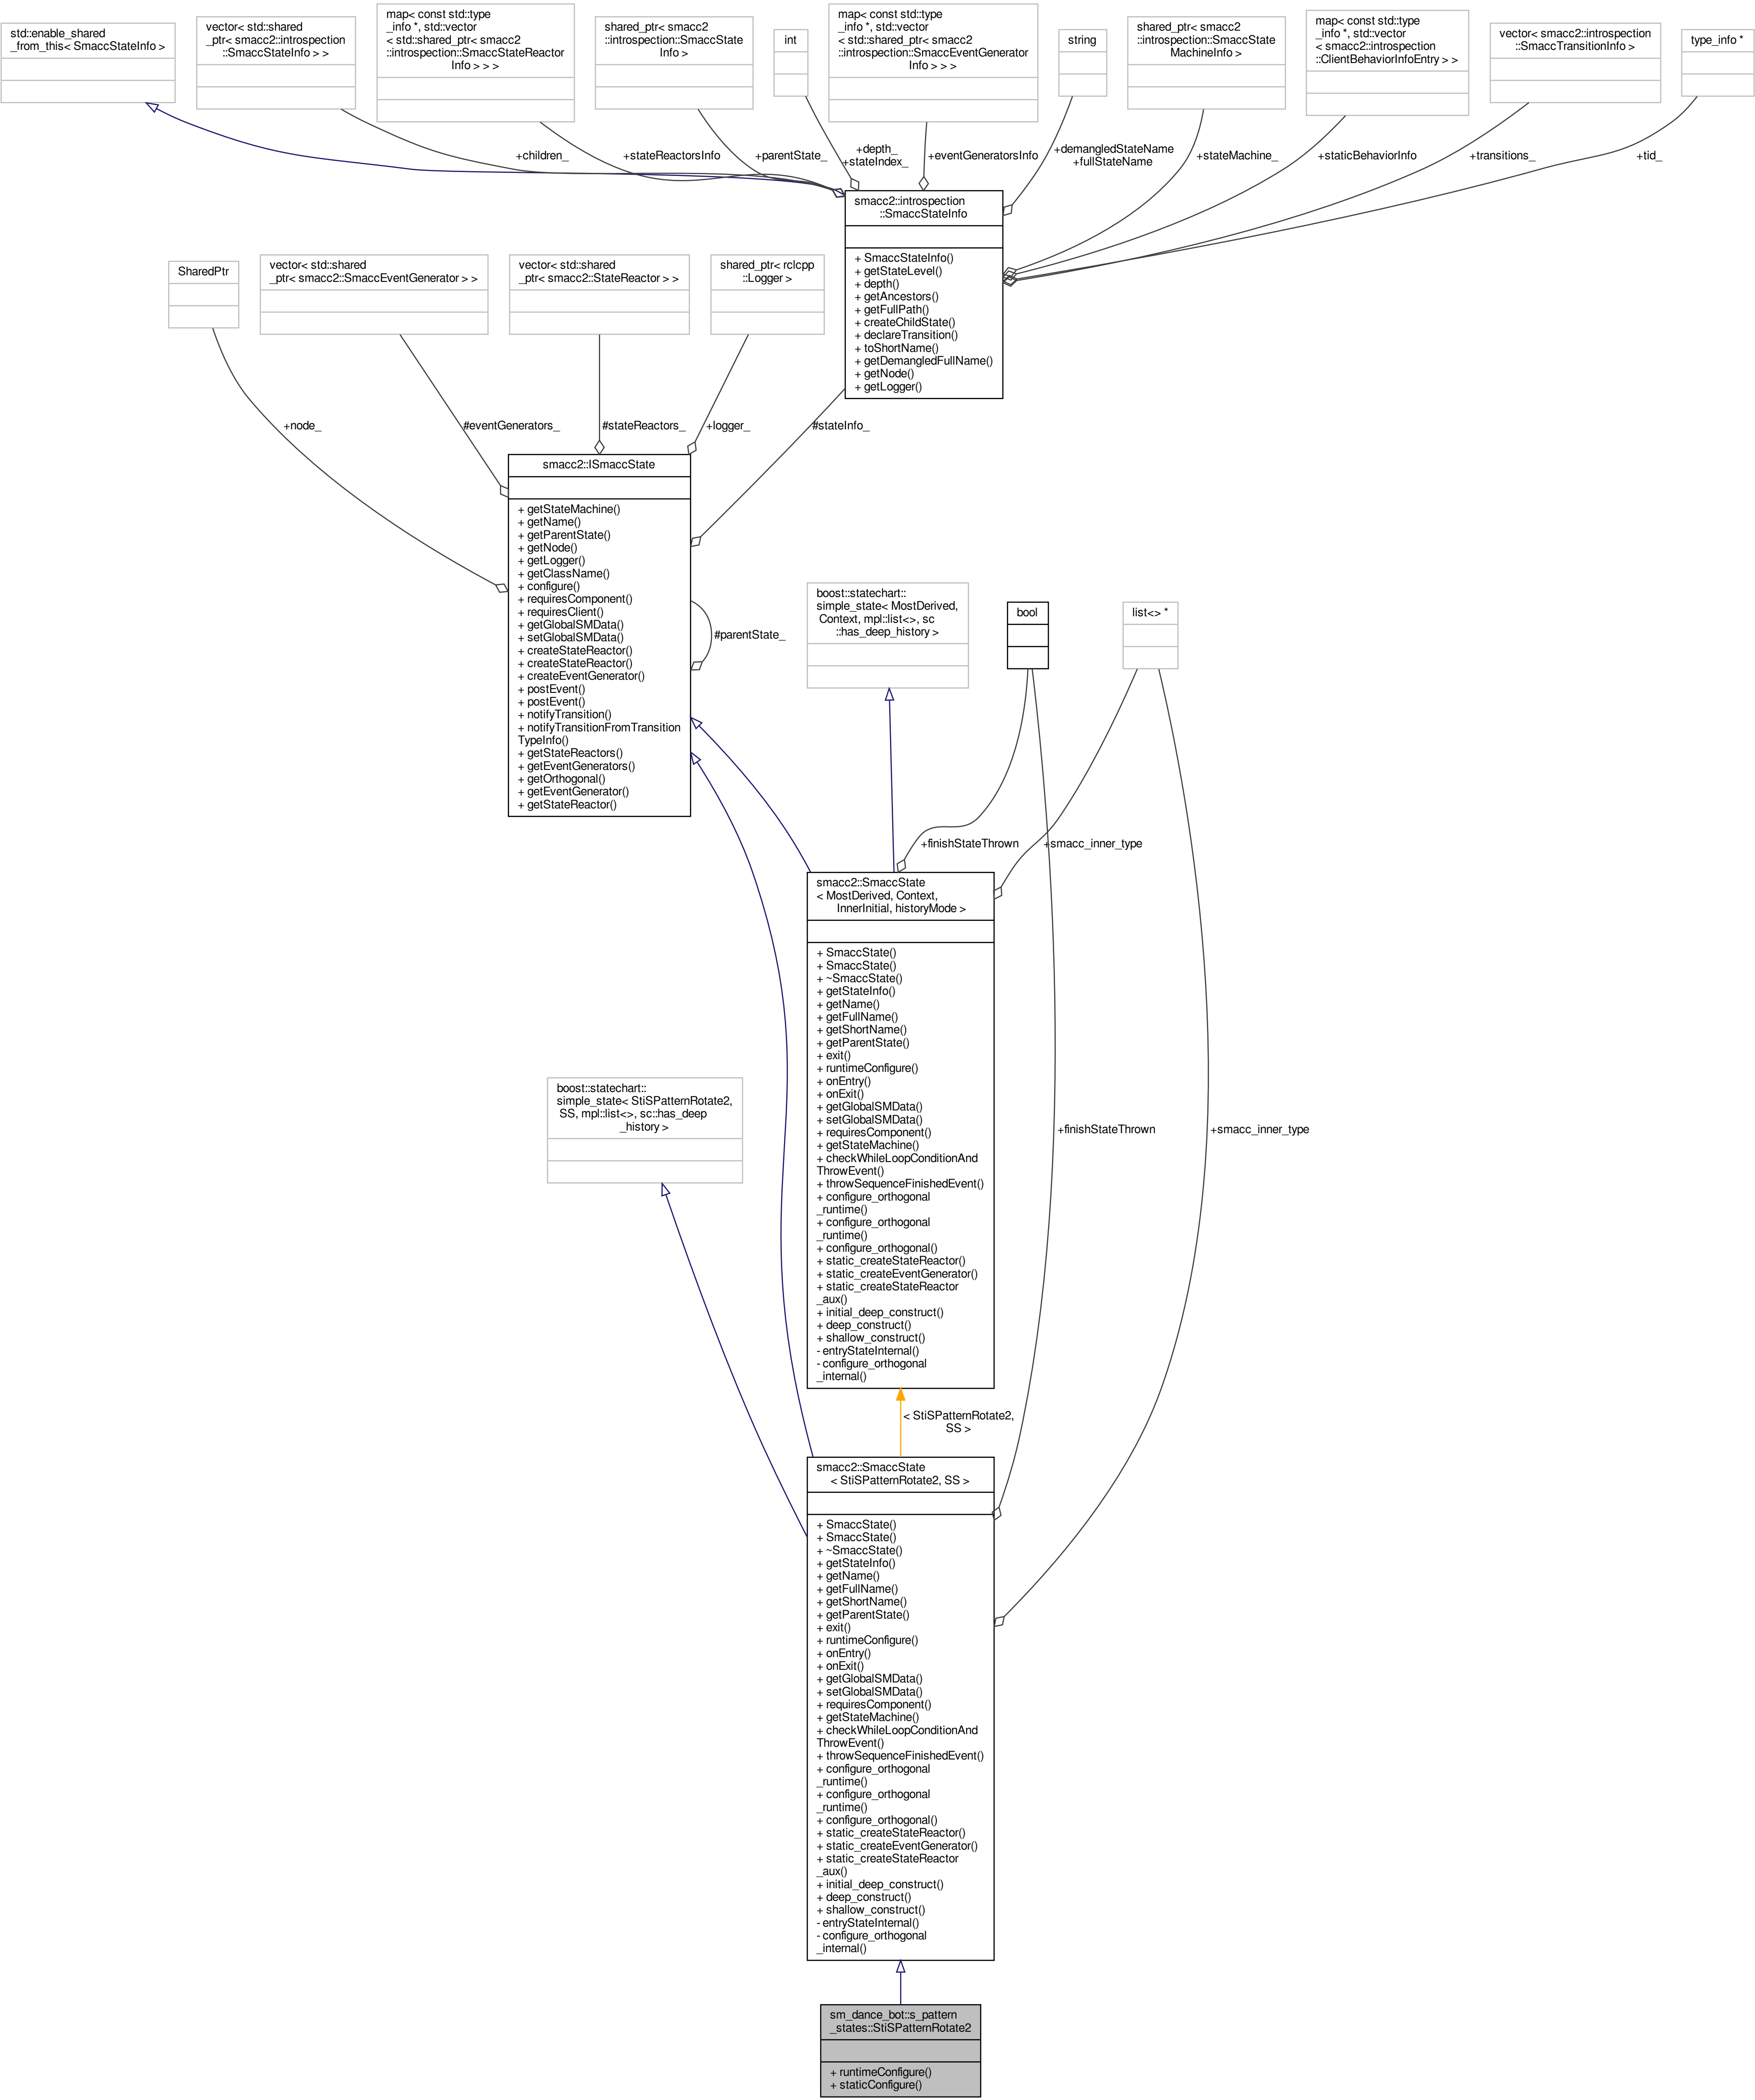 std::enable_shared
_from_this< SmaccStateInfo >
vector< std::shared
_ptr< smacc2::introspection
::SmaccStateInfo > >
map< const std::type
_info *, std::vector
< std::shared_ptr< smacc2
::introspection::SmaccStateReactor
Info > > >
shared_ptr< smacc2
::introspection::SmaccState
Info >
int
map< const std::type
_info *, std::vector
< std::shared_ptr< smacc2
::introspection::SmaccEventGenerator
Info > > >
string
shared_ptr< smacc2
::introspection::SmaccState
MachineInfo >
map< const std::type
_info *, std::vector
< smacc2::introspection
::ClientBehaviorInfoEntry > >
vector< smacc2::introspection
::SmaccTransitionInfo >
type_info *
+children_
+stateReactorsInfo
+parentState_
+depth_
+stateIndex_
+eventGeneratorsInfo
+demangledStateName
+fullStateName
+stateMachine_
+staticBehaviorInfo
+transitions_
+tid_
smacc2::introspection
::SmaccStateInfo
+ SmaccStateInfo()
+ getStateLevel()
+ depth()
+ getAncestors()
+ getFullPath()
+ createChildState()
+ declareTransition()
+ toShortName()
+ getDemangledFullName()
+ getNode()
+ getLogger()
SharedPtr
vector< std::shared
_ptr< smacc2::SmaccEventGenerator > >
vector< std::shared
_ptr< smacc2::StateReactor > >
shared_ptr< rclcpp
::Logger >
+node_
#eventGenerators_
#stateReactors_
+logger_
#stateInfo_
smacc2::ISmaccState
+ getStateMachine()
+ getName()
+ getParentState()
+ getNode()
+ getLogger()
+ getClassName()
+ configure()
+ requiresComponent()
+ requiresClient()
+ getGlobalSMData()
+ setGlobalSMData()
+ createStateReactor()
+ createStateReactor()
+ createEventGenerator()
+ postEvent()
+ postEvent()
+ notifyTransition()
+ notifyTransitionFromTransition
TypeInfo()
+ getStateReactors()
+ getEventGenerators()
+ getOrthogonal()
+ getEventGenerator()
+ getStateReactor()
#parentState_
boost::statechart::
simple_state< MostDerived,
Context, mpl::list<>, sc
::has_deep_history >
bool
list<> *
+finishStateThrown
+smacc_inner_type
smacc2::SmaccState
< MostDerived, Context,
InnerInitial, historyMode >
+ SmaccState()
+ SmaccState()
+ ~SmaccState()
+ getStateInfo()
+ getName()
+ getFullName()
+ getShortName()
+ getParentState()
+ exit()
+ runtimeConfigure()
+ onEntry()
+ onExit()
+ getGlobalSMData()
+ setGlobalSMData()
+ requiresComponent()
+ getStateMachine()
+ checkWhileLoopConditionAnd
ThrowEvent()
+ throwSequenceFinishedEvent()
+ configure_orthogonal
_runtime()
+ configure_orthogonal
_runtime()
+ configure_orthogonal()
+ static_createStateReactor()
+ static_createEventGenerator()
+ static_createStateReactor
_aux()
+ initial_deep_construct()
+ deep_construct()
+ shallow_construct()
- entryStateInternal()
- configure_orthogonal
_internal()
boost::statechart::
simple_state< StiSPatternRotate2,
SS, mpl::list<>, sc::has_deep
_history >
+finishStateThrown
+smacc_inner_type
< StiSPatternRotate2,
SS >
smacc2::SmaccState
< StiSPatternRotate2, SS >
+ SmaccState()
+ SmaccState()
+ ~SmaccState()
+ getStateInfo()
+ getName()
+ getFullName()
+ getShortName()
+ getParentState()
+ exit()
+ runtimeConfigure()
+ onEntry()
+ onExit()
+ getGlobalSMData()
+ setGlobalSMData()
+ requiresComponent()
+ getStateMachine()
+ checkWhileLoopConditionAnd
ThrowEvent()
+ throwSequenceFinishedEvent()
+ configure_orthogonal
_runtime()
+ configure_orthogonal
_runtime()
+ configure_orthogonal()
+ static_createStateReactor()
+ static_createEventGenerator()
+ static_createStateReactor
_aux()
+ initial_deep_construct()
+ deep_construct()
+ shallow_construct()
- entryStateInternal()
- configure_orthogonal
_internal()
sm_dance_bot::s_pattern
_states::StiSPatternRotate2
+ runtimeConfigure()
+ staticConfigure()